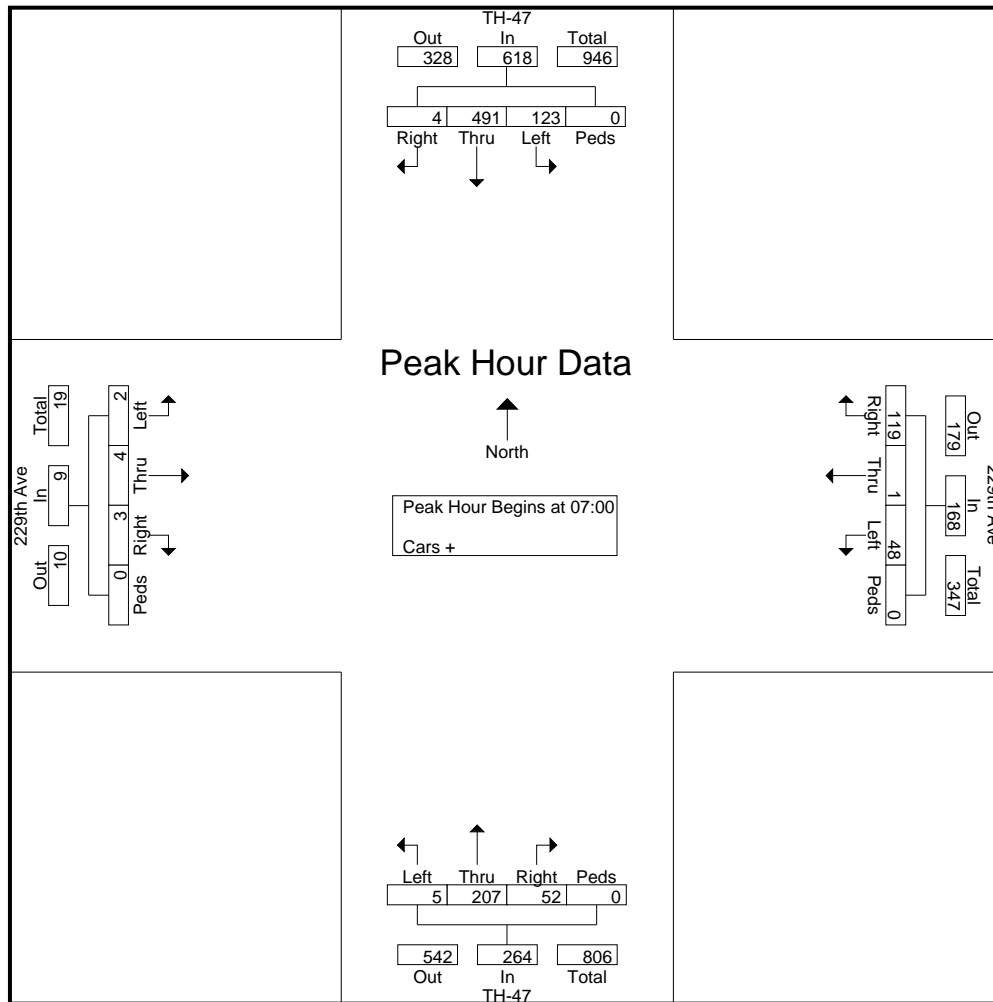 TH-47
Out In Total
328 618 946
4 491 123 0
Right Thru Left Peds
Peak Hour Data
North
Peak Hour Begins at 07:00
Cars +
229th Ave
Total In Out
19 9 10
2 4 3 0
Left Thru Right Peds
Right Thru Left Peds
119 1 48 0
Out In Total
179 168 347
229th Ave
Left Thru Right Peds
5 207 52 0
542 264 806
Out In Total
TH-47